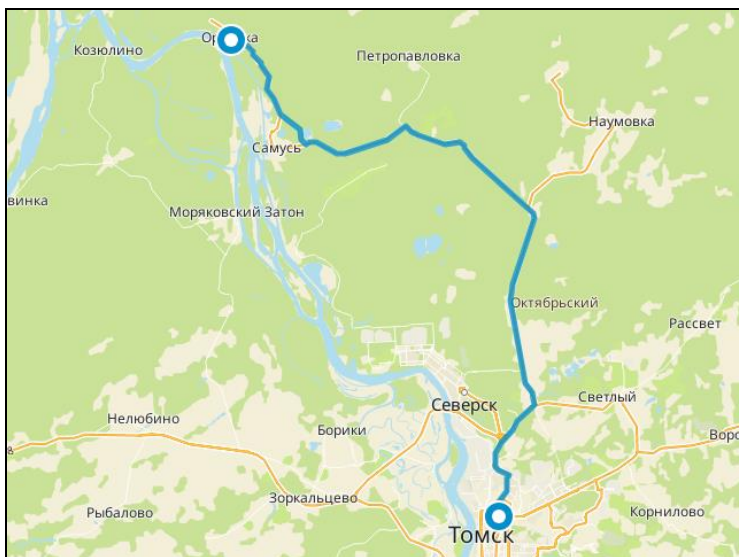 Козюлино
Петропавловка
Наумовка
Самусь
винка
Моряковский Затон
Октябрьский
Рассвет
Северск
Светлый
Нелюбино
Борики
Воро
Зоркальцево
Рыбалово
Корнилово
Томск